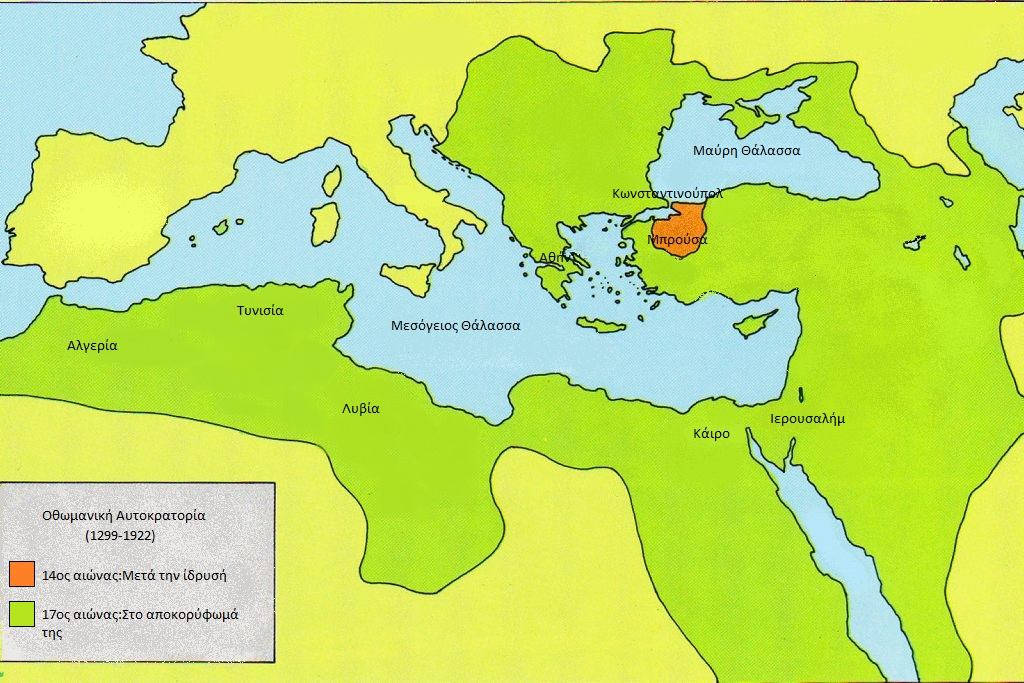 Μαύρη Θάλασσα
Κωνσταντινούπολ
Μπρούσα
Αθήν
Τυνισία
Μεσόγειος Θάλασσα
Αλγερία
Λυβία
Ιερουσαλήμ
Κάιρο
Οθωμανική Αυτοκρατορία
(1299-1922)
14ος αιώνας:Μετά την ίδρυσή
17ος αιώνας:Στο αποκορύφωμά
της